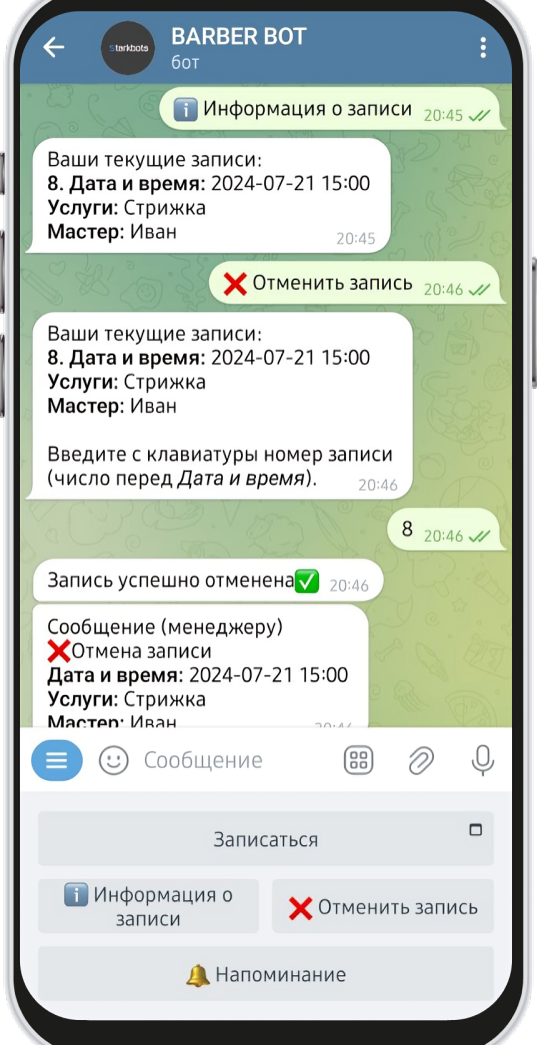 BARBER BOT
starkbots
бот
ℹ️ Информация о записи 20:45
Ваши текущие записи:
8. Дата и время: 2024-07-21 15:00
Услуги: Стрижка
Мастер: Иван
20:45
❌ Отменить запись 20:46
Ваши текущие записи:
8. Дата и время: 2024-07-21 15:00
Услуги: Стрижка
Мастер: Иван
Введите с клавиатуры номер записи
(число перед Дата и время).
20:46
8 20:46
Запись успешно отменена✅ 20:46
Сообщение (менеджеру)
❌Отмена записи
Дата и время: 2024-07-21 15:00
Услуги: Стрижка
Мастер: Иван
20:46
Сообщение
Записаться
ℹ️ Информация о
записи
❌ Отменить запись
🔔 Напоминание